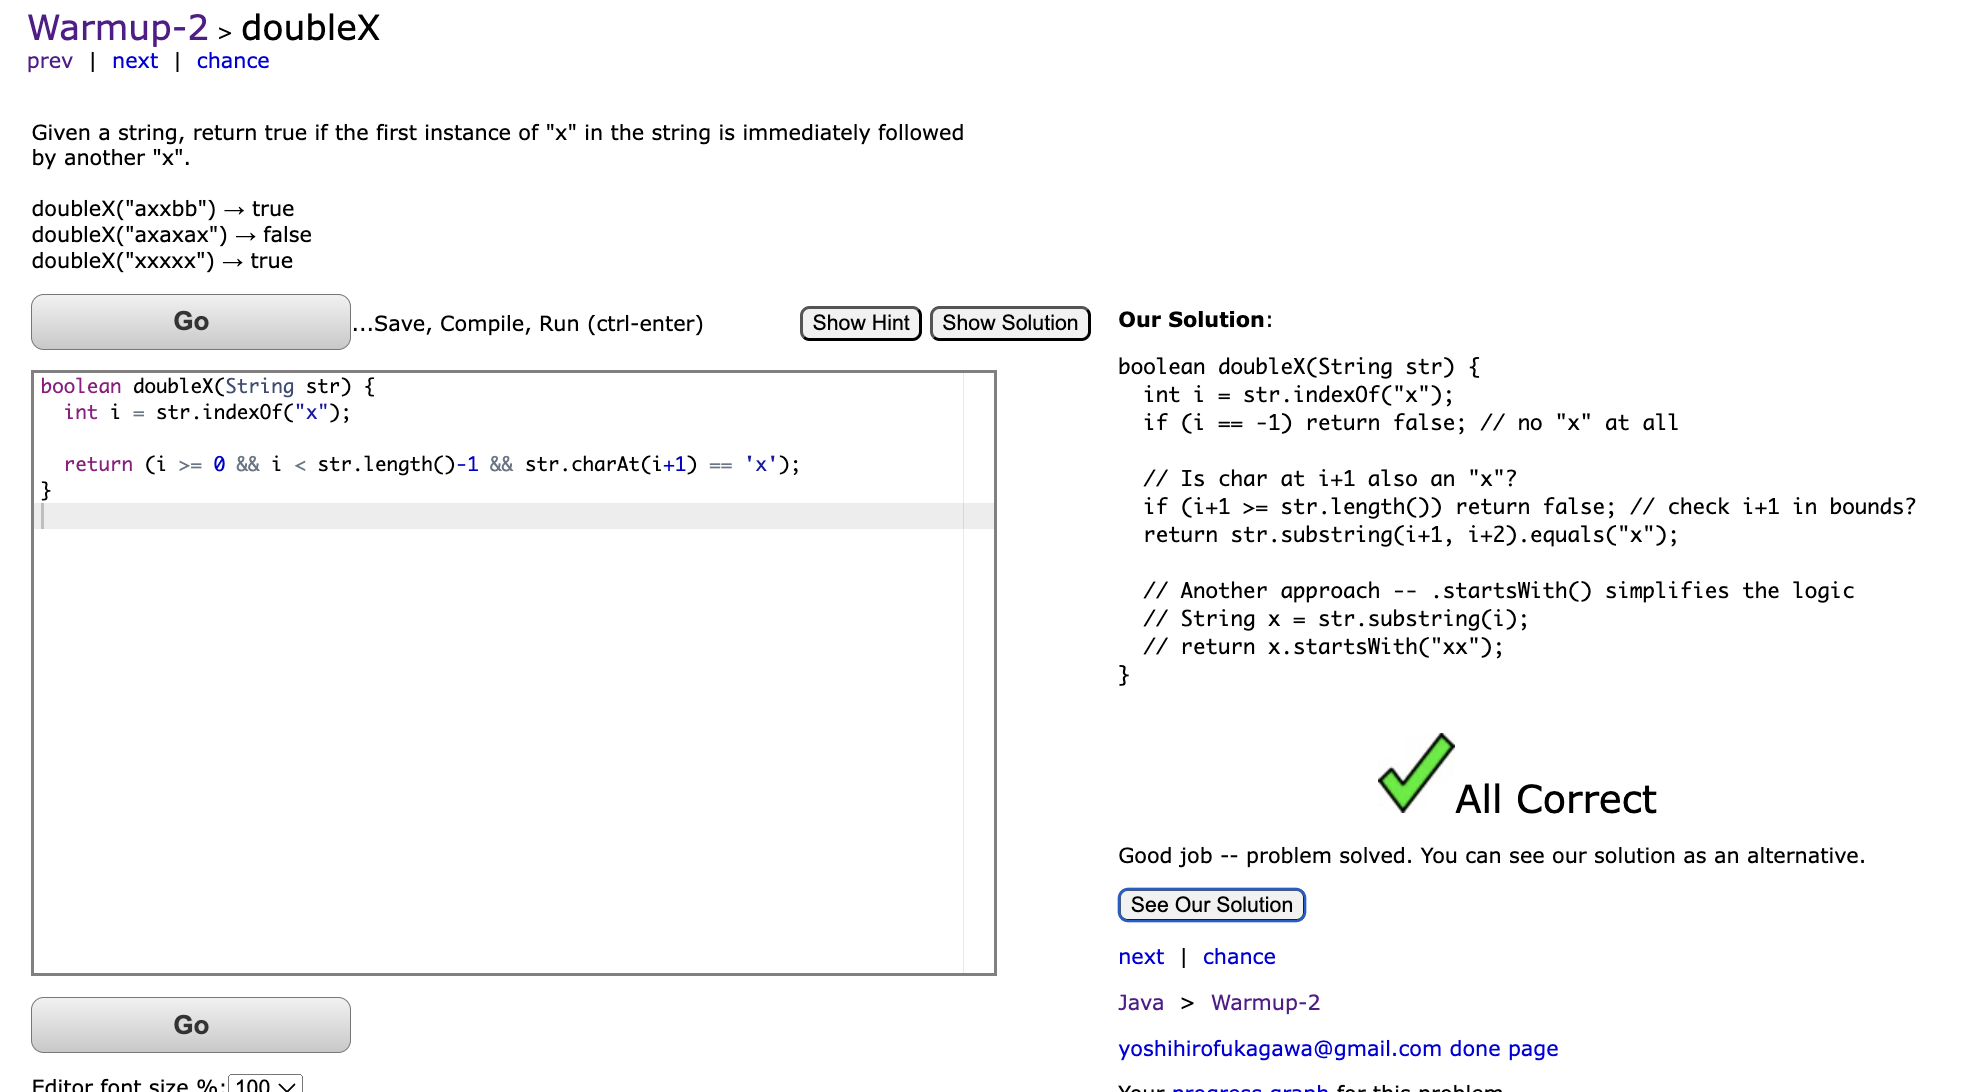 Warmup-2 > doubleX
prev | next | chance
Given a string, return true if the first instance of "x" in the string is immediately followed
by another "x".
doubleX("axxbb") → true
doubleX("axaxax") → false
doubleX("xxxxx") → true
Go
...Save, Compile, Run (ctrl-enter)
Show Hint
Show Solution
boolean doubleX(String str) {
  int i = str.indexOf("x");

  return (i >= 0 && i < str.length()-1 && str.charAt(i+1) == 'x');
}
Go
Editor font size %: 100
Our Solution:
boolean doubleX(String str) {
  int i = str.indexOf("x");
  if (i == -1) return false; // no "x" at all

  // Is char at i+1 also an "x"?
  if (i+1 >= str.length()) return false; // check i+1 in bounds?
  return str.substring(i+1, i+2).equals("x");

  // Another approach -- .startsWith() simplifies the logic
  // String x = str.substring(i);
  // return x.startsWith("xx");
}
All Correct
Good job -- problem solved. You can see our solution as an alternative.
See Our Solution
next | chance
Java > Warmup-2
yoshihirofukagawa@gmail.com done page
Your progress graph for this problem